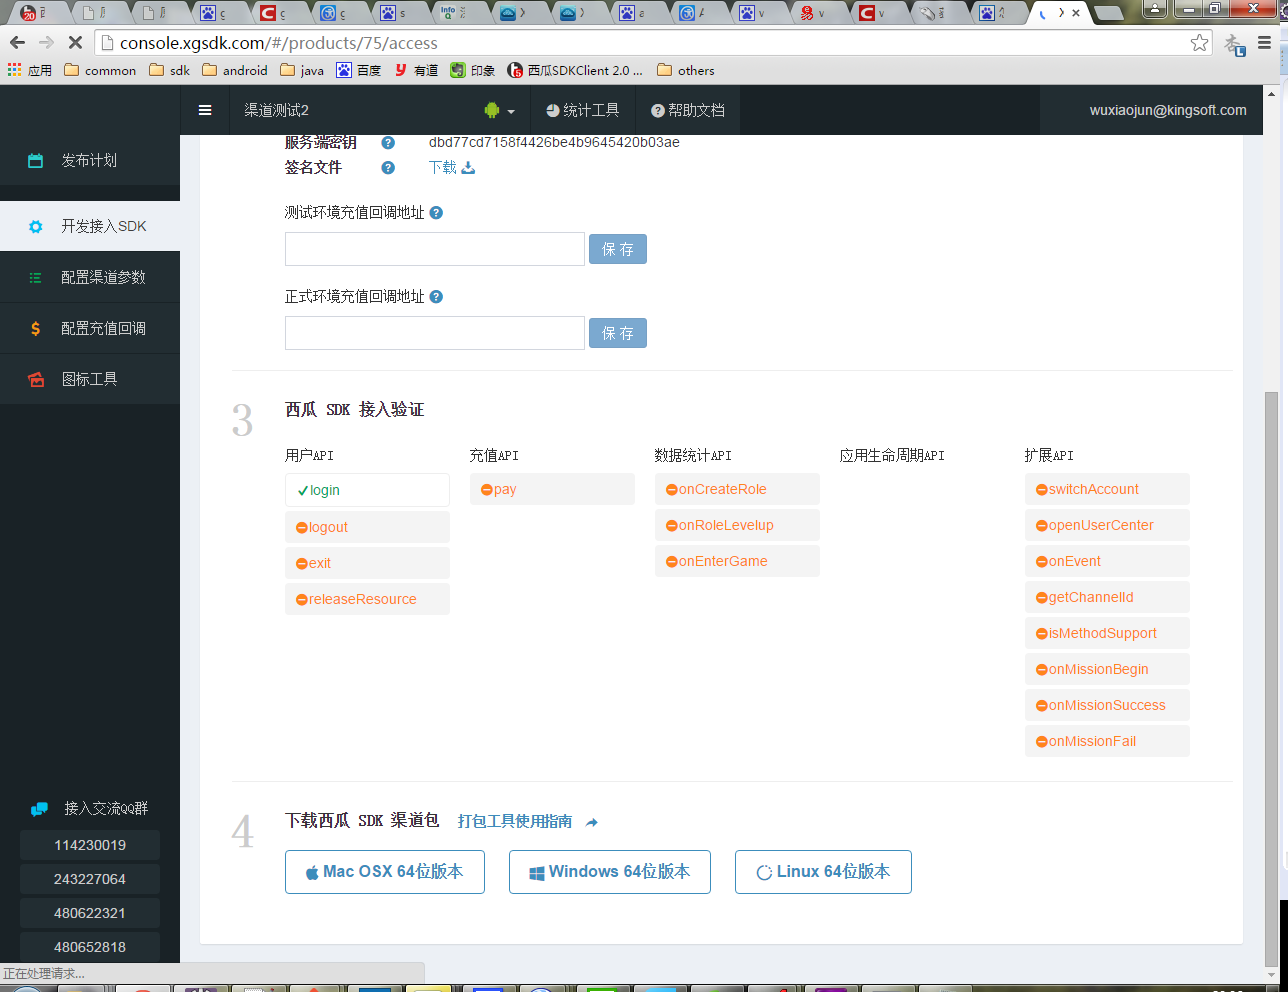 console.xgsdk.com/#/products/75/access
应用 common sdk android java 百度 有道 印象 西瓜SDKClient 2.0 ... others
渠道测试2 统计工具 帮助文档 wuxiaojun@kingsoft.com
发布计划
开发接入SDK
配置渠道参数
配置充值回调
图标工具
接入交流QQ群
114230019
243227064
480622321
480652818
服务端密钥 dbd77cd7158f4426be4b9645420b03ae
签名文件 下载
测试环境充值回调地址
保 存
正式环境充值回调地址
保 存
3 西瓜 SDK 接入验证
用户API
login
logout
exit
releaseResource
充值API
pay
数据统计API
onCreateRole
onRoleLevelup
onEnterGame
应用生命周期API
扩展API
switchAccount
openUserCenter
onEvent
getChannelId
isMethodSupport
onMissionBegin
onMissionSuccess
onMissionFail
4 下载西瓜 SDK 渠道包 打包工具使用指南
Mac OSX 64位版本 Windows 64位版本 Linux 64位版本
正在处理请求...